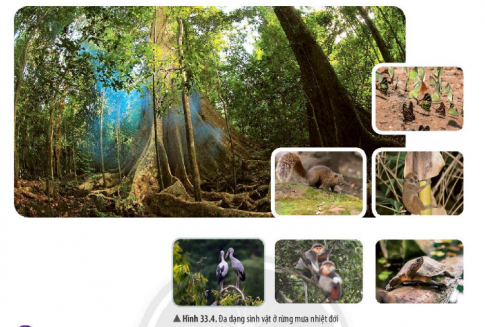 ▲ Hình 33.4. Đa dạng sinh vật ở rừng mưa nhiệt đới